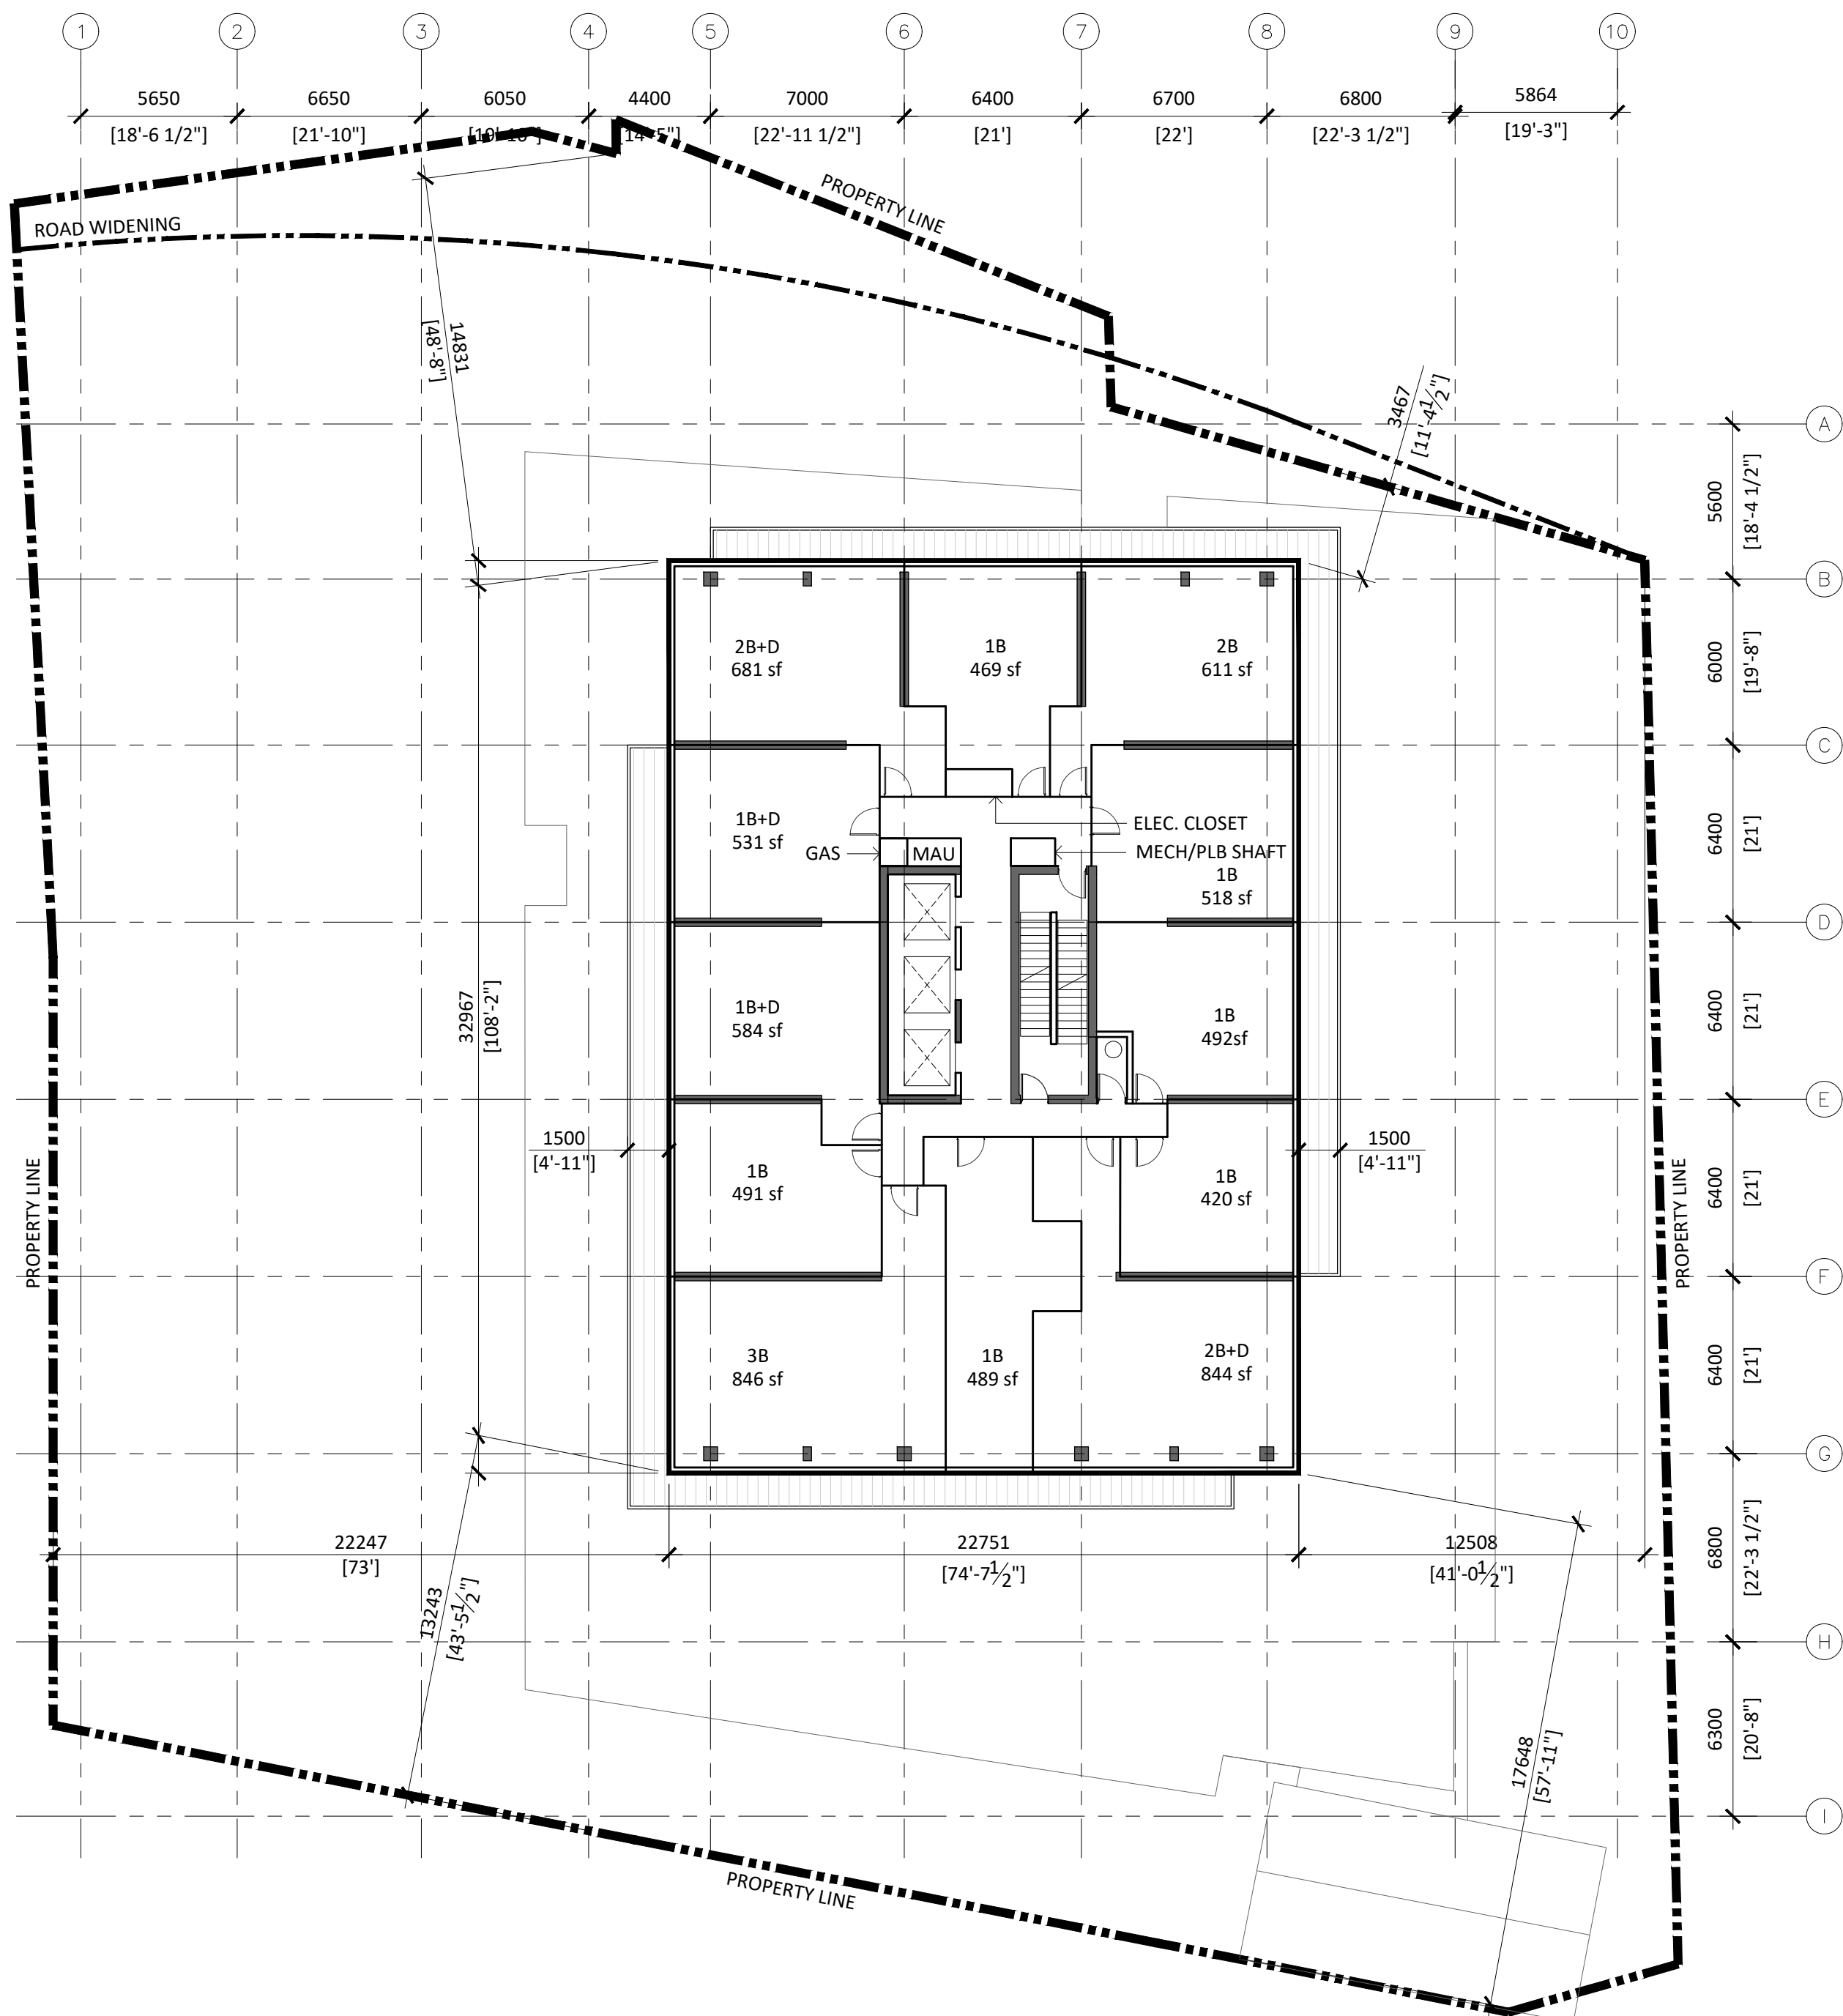 1 2 3 4 5 6 7 8 9 10
5650 6650 6050 4400 7000 6400 6700 6800 5864
[18'-6 1/2"] [21'-10"] [19'-10"] [14'-5"] [22'-11 1/2"] [21'] [22'] [22'-3 1/2"] [19'-3"]
PROPERTY LINE
ROAD WIDENING
14831
[48'-8"]
3467
[11'-4 1/2"]
A
5600
[18'-4 1/2"]
B
6000
[19'-8"]
C
6400
[21']
D
6400
[21']
E
6400
[21']
F
6400
[21']
G
6800
[22'-3 1/2"]
H
6300
[20'-8"]
I
2B+D
681 sf
1B
469 sf
2B
611 sf
1B+D
531 sf
ELEC. CLOSET
GAS
MAU
MECH/PLB SHAFT
1B
518 sf
32967
[108'-2"]
1B+D
584 sf
1B
492sf
1500
[4'-11"]
1500
[4'-11"]
1B
491 sf
1B
420 sf
PROPERTY LINE
PROPERTY LINE
3B
846 sf
1B
489 sf
2B+D
844 sf
22247
[73']
22751
[74'-7 1/2"]
12508
[41'-0 1/2"]
13243
[43'-5 1/2"]
17648
[57'-11"]
PROPERTY LINE